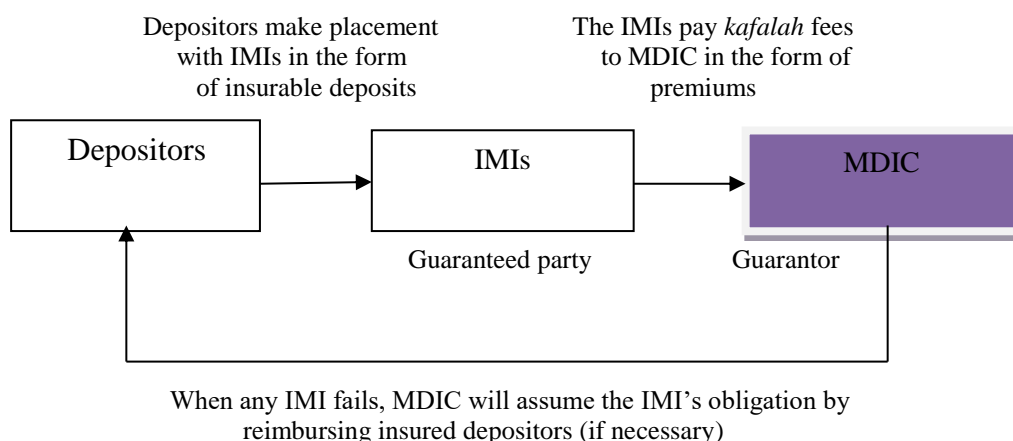 Depositors make placement
with IMIs in the form
of insurable deposits
The IMIs pay kafalah fees
to MDIC in the form of
premiums
Depositors
IMIs
MDIC
Guaranteed party
Guarantor
When any IMI fails, MDIC will assume the IMI’s obligation by
reimbursing insured depositors (if necessary)